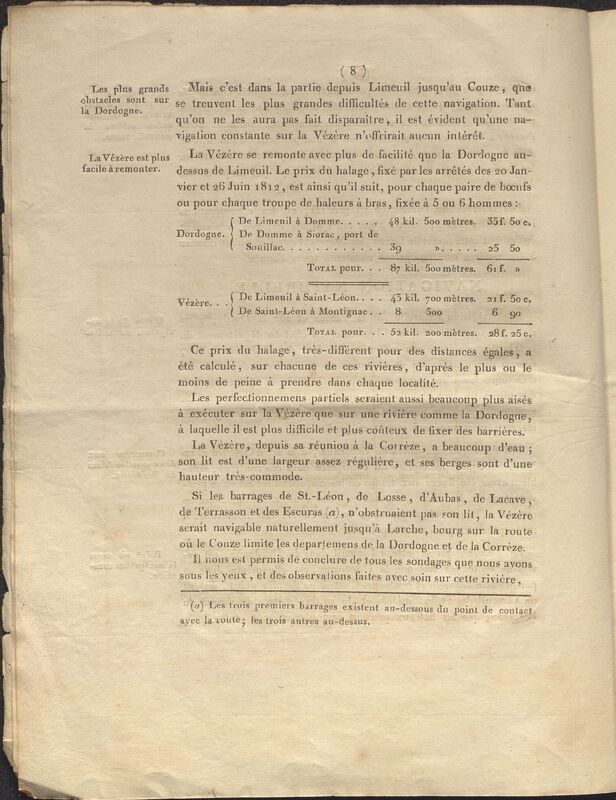 ( 8 )
Les plus grands
obstacles sont sur
la Dordogne.
Mais c'est dans la partie depuis Limeuil jusqu'au Couze, que
se treuvent les plus grandes difficultés de cette navigation. Tant
qu'on ne les aura pas fait disparaître, il est évident qu'une na-
vigation constante sur la Vézère n'offrirait aucun intérêt.
La Vézère est plus
facile à remonter.
La Vézère se remonte avec plus de facilité que la Dordogne au-
dessus de Limeuil. Le prix du halage, fixé par les arrêtés des 20 Jan-
vier et 26 Juin 1812, est ainsi qu'il suit, pour chaque paire de bœufs
ou pour chaque troupe de haleurs à bras, fixée à 5 ou 6 hommes :
Dordogne. { De Limeuil à Domme. . . . . 48 kil. 500 mètres. 35 f. 50 c.
De Domme à Siorac, port de
Souillac. . . . . . . . . . . . 39 » . . . . . 25 50
TOTAL pour. . . 87 kil. 500 mètres. 61 f. »
Vézère. . . { De Limeuil à Saint-Léon. . . . 43 kil. 700 mètres. 21 f. 50 c.
De Saint-Léon à Montignac . . 8 500 6 90
TOTAL pour. . . 52 kil. 200 mètres. 28 f. 25 c.
Ce prix du halage, très-différent pour des distances égales, a
été calculé, sur chacune de ces rivières, d'après le plus ou le
moins de peine à prendre dans chaque localité.
Les perfectionnemens partiels seraient aussi beaucoup plus aisés
à exécuter sur la Vézère que sur une rivière comme la Dordogne,
à laquelle il est plus difficile et plus coûteux de fixer des barrières.
La Vézère, depuis sa réunion à la Corrèze, a beaucoup d'eau ;
son lit est d'une largeur assez régulière, et ses berges sont d'une
hauteur très-commode.
Si les barrages de St.-Léon, de Losse, d'Aubas, de Lacave,
de Terrasson et des Escuras (a), n'obstruaient pas son lit, la Vézère
serait navigable naturellement jusqu'à Larche, bourg sur la route
où le Couze limite les departemens de la Dordogne et de la Corrèze.
Il nous est permis de conclure de tous les sondages que nous avons
sous les yeux, et des observations faites avec soin sur cette rivière,
(a) Les trois premiers barrages existent au-dessous du point de contact
avec la route; les trois autres au-dessus.